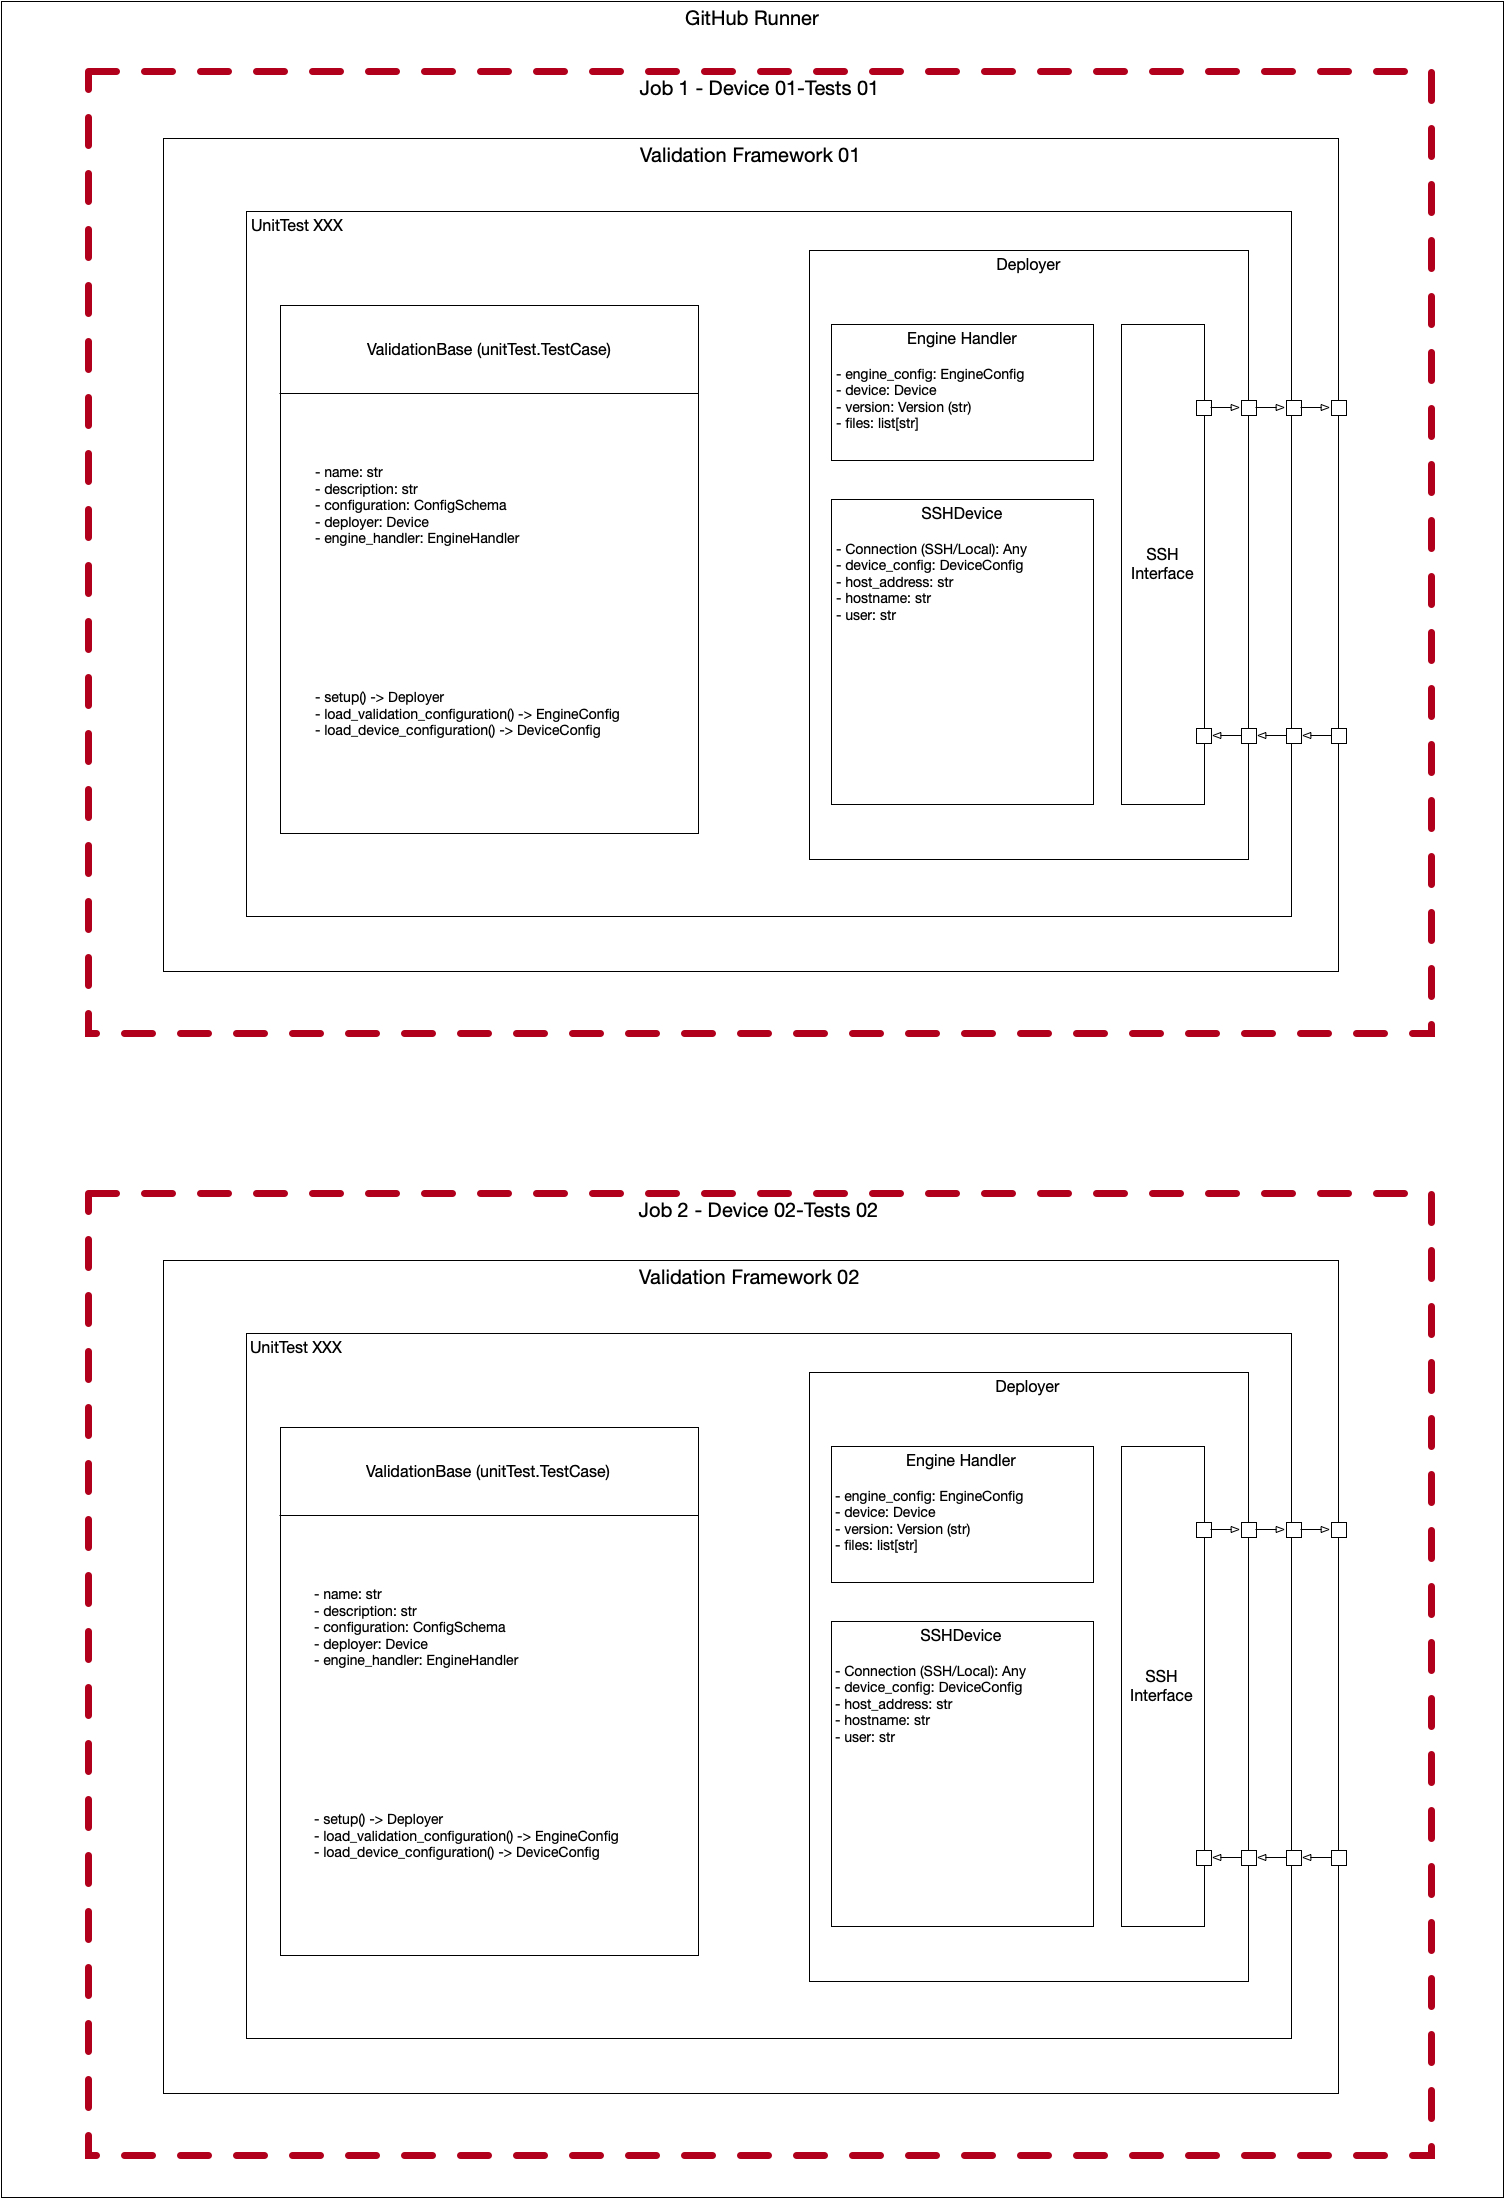 GitHub Runner
Job 1 - Device 01-Tests 01
Validation Framework 01
UnitTest XXX
ValidationBase (unitTest.TestCase)
- name: str
- description: str
- configuration: ConfigSchema
- deployer: Device
- engine_handler: EngineHandler
- setup() -> Deployer
- load_validation_configuration() -> EngineConfig
- load_device_configuration() -> DeviceConfig
Deployer
Engine Handler
- engine_config: EngineConfig
- device: Device
- version: Version (str)
- files: list[str]
SSHDevice
- Connection (SSH/Local): Any
- device_config: DeviceConfig
- host_address: str
- hostname: str
- user: str
SSH
Interface
Job 2 - Device 02-Tests 02
Validation Framework 02
UnitTest XXX
ValidationBase (unitTest.TestCase)
- name: str
- description: str
- configuration: ConfigSchema
- deployer: Device
- engine_handler: EngineHandler
- setup() -> Deployer
- load_validation_configuration() -> EngineConfig
- load_device_configuration() -> DeviceConfig
Deployer
Engine Handler
- engine_config: EngineConfig
- device: Device
- version: Version (str)
- files: list[str]
SSHDevice
- Connection (SSH/Local): Any
- device_config: DeviceConfig
- host_address: str
- hostname: str
- user: str
SSH
Interface